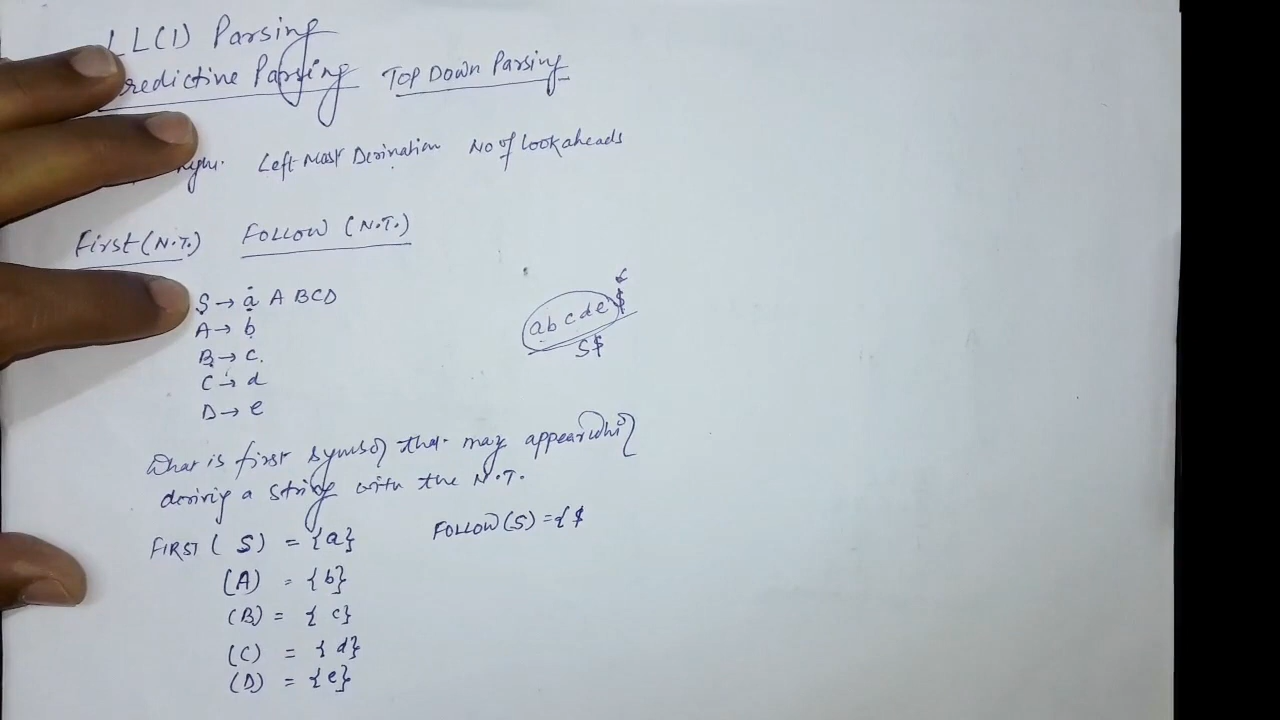 LL(1) Parsing
redictive Parsing TOP DOWN Parsing
Left Most Derivation No of lookaheads
First (N.T.) FOLLOW (N.T.)
S → a A BCD
A → b
B → c.
C → d
D → e
abcde$
S$
What is first symbol that may appear while
deriving a string with the N.T.
FIRST ( S) = {a}
FOLLOW (S) = { $
(A) = {b}
(B) = { c}
(C) = { d}
(D) = {e}